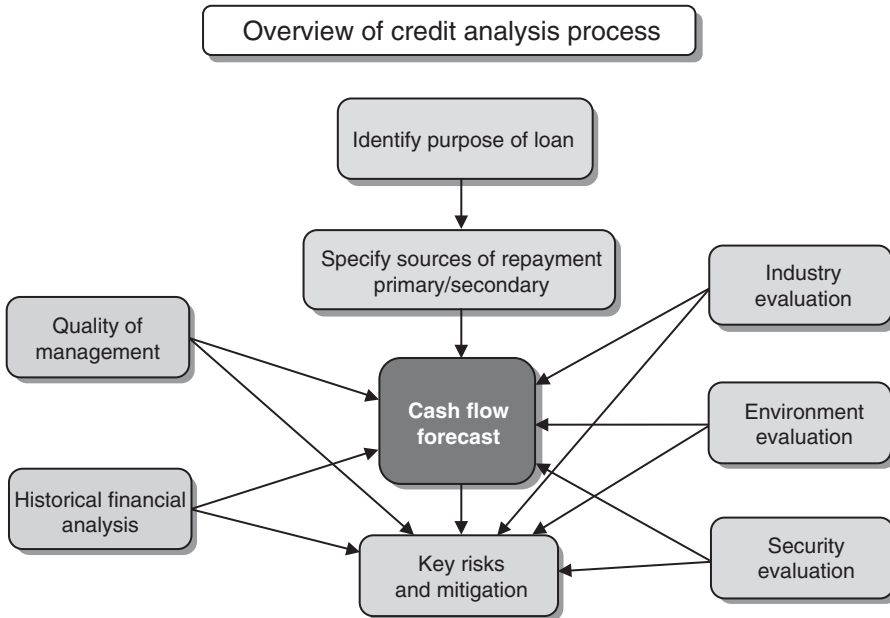 Overview of credit analysis process
Identify purpose of loan
Specify sources of repayment
primary/secondary
Industry
evaluation
Quality of
management
Cash flow
forecast
Environment
evaluation
Historical financial
analysis
Key risks
and mitigation
Security
evaluation